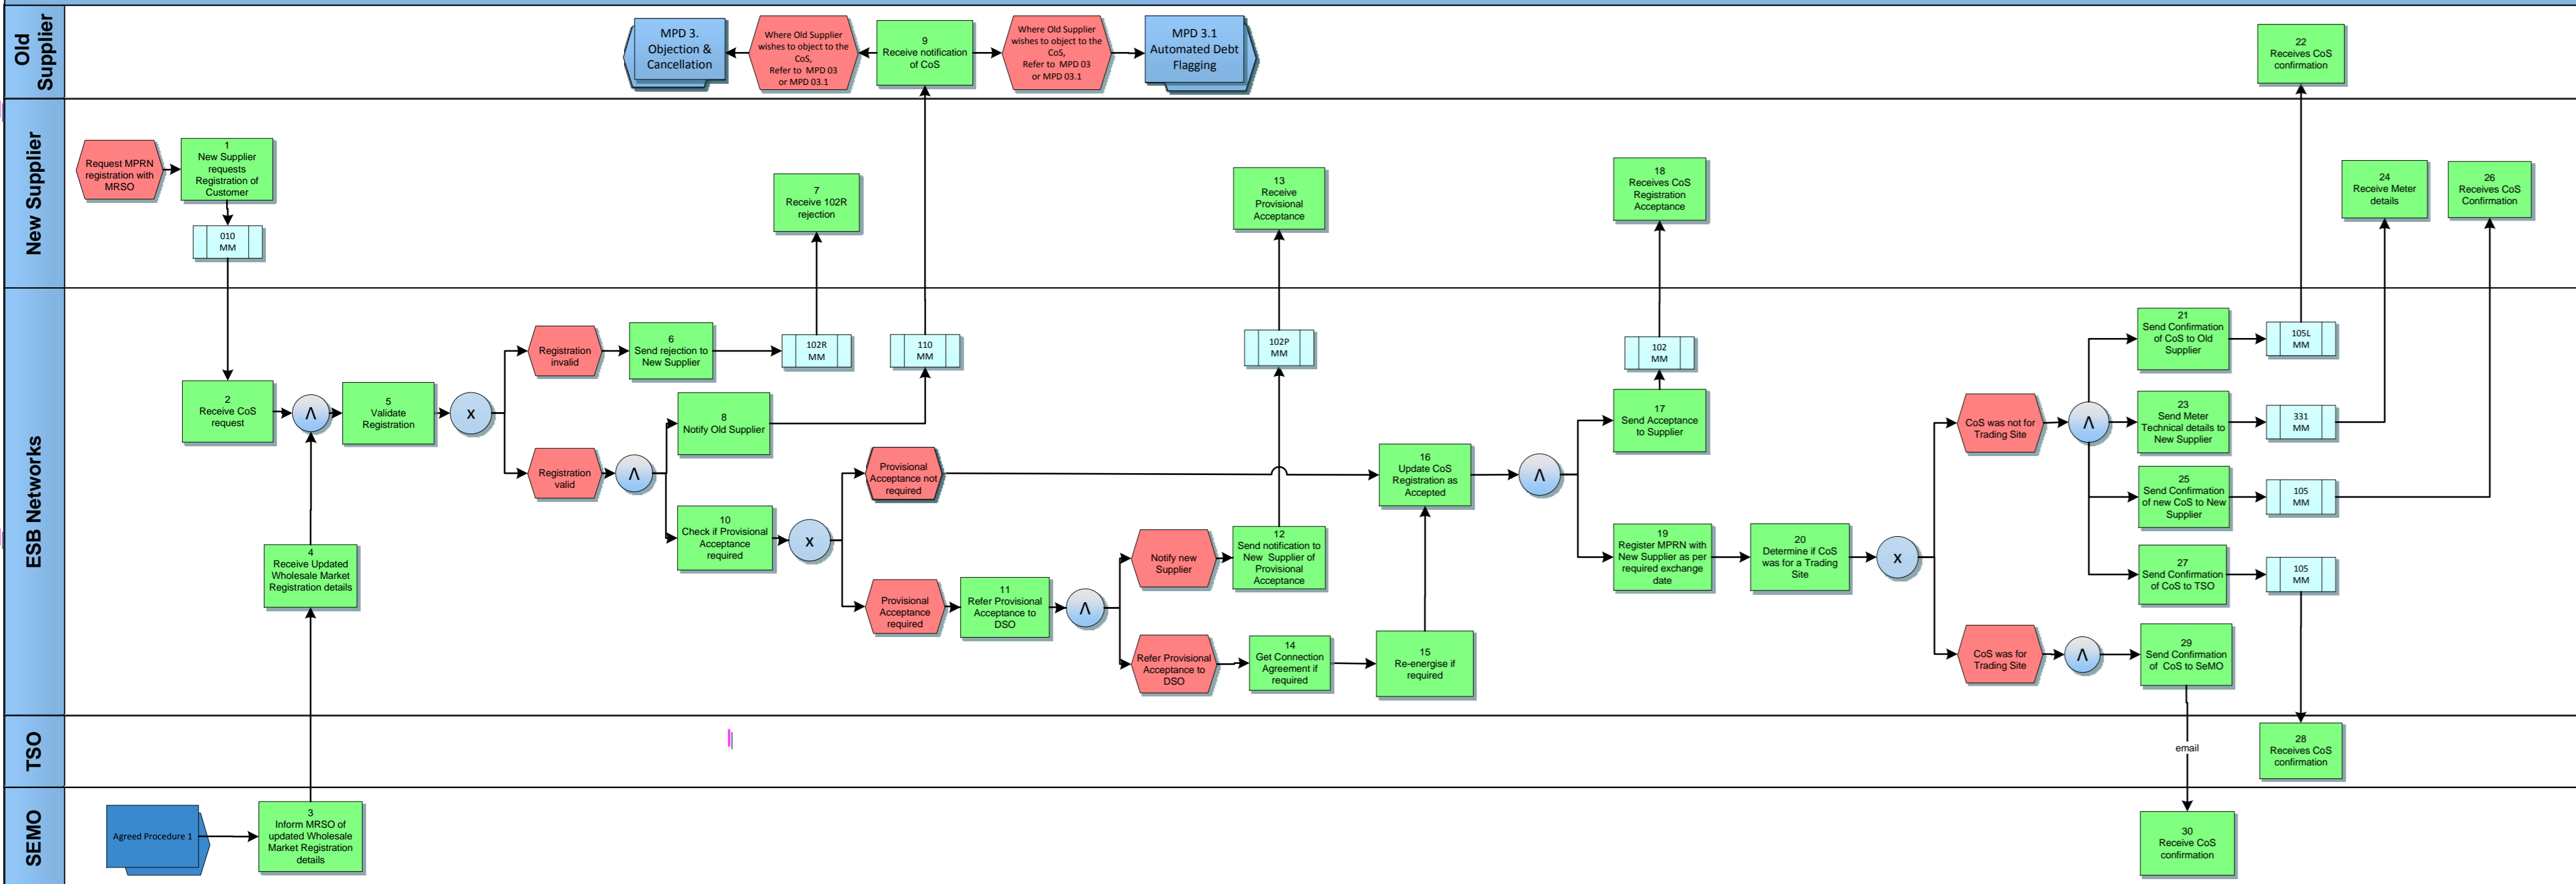 Old
Supplier
MPD 3.
Objection &
Cancellation
Where Old Supplier
wishes to object to the
CoS,
Refer to MPD 03
or MPD 03.1
9
Receive notification
of CoS
Where Old Supplier
wishes to object to the
CoS,
Refer to MPD 03
or MPD 03.1
MPD 3.1
Automated Debt
Flagging
22
Receives CoS
confirmation
New Supplier
Request MPRN
registration with
MRSO
1
New Supplier
requests
Registration of
Customer
010
MM
7
Receive 102R
rejection
13
Receive
Provisional
Acceptance
18
Receives CoS
Registration
Acceptance
24
Receive Meter
details
26
Receives CoS
Confirmation
ESB Networks
2
Receive CoS
request
Λ
4
Receive Updated
Wholesale Market
Registration details
5
Validate
Registration
x
Registration
invalid
6
Send rejection to
New Supplier
102R
MM
110
MM
Registration
valid
Λ
8
Notify Old Supplier
10
Check if Provisional
Acceptance
required
x
Provisional
Acceptance not
required
Provisional
Acceptance
required
11
Refer Provisional
Acceptance to
DSO
Λ
Notify new
Supplier
12
Send notification to
New Supplier of
Provisional
Acceptance
102P
MM
Refer Provisional
Acceptance to
DSO
14
Get Connection
Agreement if
required
15
Re-energise if
required
16
Update CoS
Registration as
Accepted
Λ
17
Send Acceptance
to Supplier
102
MM
19
Register MPRN with
New Supplier as per
required exchange
date
20
Determine if CoS
was for a Trading
Site
x
CoS was not for
Trading Site
Λ
21
Send Confirmation
of CoS to Old
Supplier
105L
MM
23
Send Meter
Technical details to
New Supplier
331
MM
25
Send Confirmation
of new CoS to New
Supplier
105
MM
27
Send Confirmation
of CoS to TSO
105
MM
CoS was for
Trading Site
Λ
29
Send Confirmation
of CoS to SeMO
TSO
email
28
Receives CoS
confirmation
SEMO
Agreed Procedure 1
3
Inform MRSO of
updated Wholesale
Market Registration
details
30
Receive CoS
confirmation